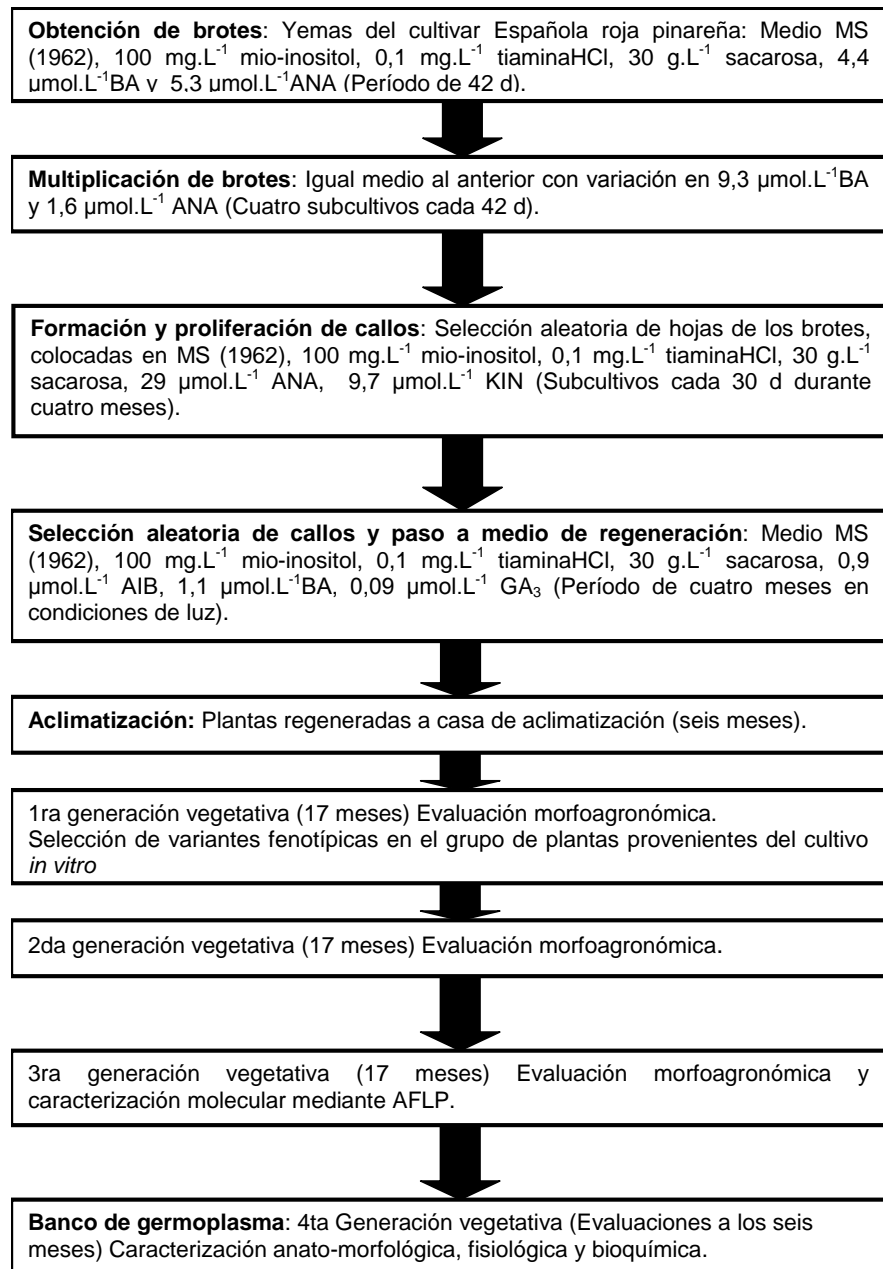 Obtención de brotes: Yemas del cultivar Española roja pinareña: Medio MS
(1962), 100 mg.L-1 mio-inositol, 0,1 mg.L-1 tiaminaHCl, 30 g.L-1 sacarosa, 4,4
µmol.L-1BA y 5,3 µmol.L-1ANA (Período de 42 d).
Multiplicación de brotes: Igual medio al anterior con variación en 9,3 µmol.L-1BA
y 1,6 µmol.L-1 ANA (Cuatro subcultivos cada 42 d).
Formación y proliferación de callos: Selección aleatoria de hojas de los brotes,
colocadas en MS (1962), 100 mg.L-1 mio-inositol, 0,1 mg.L-1 tiaminaHCl, 30 g.L-1
sacarosa, 29 µmol.L-1 ANA, 9,7 µmol.L-1 KIN (Subcultivos cada 30 d durante
cuatro meses).
Selección aleatoria de callos y paso a medio de regeneración: Medio MS
(1962), 100 mg.L-1 mio-inositol, 0,1 mg.L-1 tiaminaHCl, 30 g.L-1 sacarosa, 0,9
µmol.L-1 AIB, 1,1 µmol.L-1BA, 0,09 µmol.L-1 GA3 (Período de cuatro meses en
condiciones de luz).
Aclimatización: Plantas regeneradas a casa de aclimatización (seis meses).
1ra generación vegetativa (17 meses) Evaluación morfoagronómica.
Selección de variantes fenotípicas en el grupo de plantas provenientes del cultivo
in vitro
2da generación vegetativa (17 meses) Evaluación morfoagronómica.
3ra generación vegetativa (17 meses) Evaluación morfoagronómica y
caracterización molecular mediante AFLP.
Banco de germoplasma: 4ta Generación vegetativa (Evaluaciones a los seis
meses) Caracterización anato-morfológica, fisiológica y bioquímica.